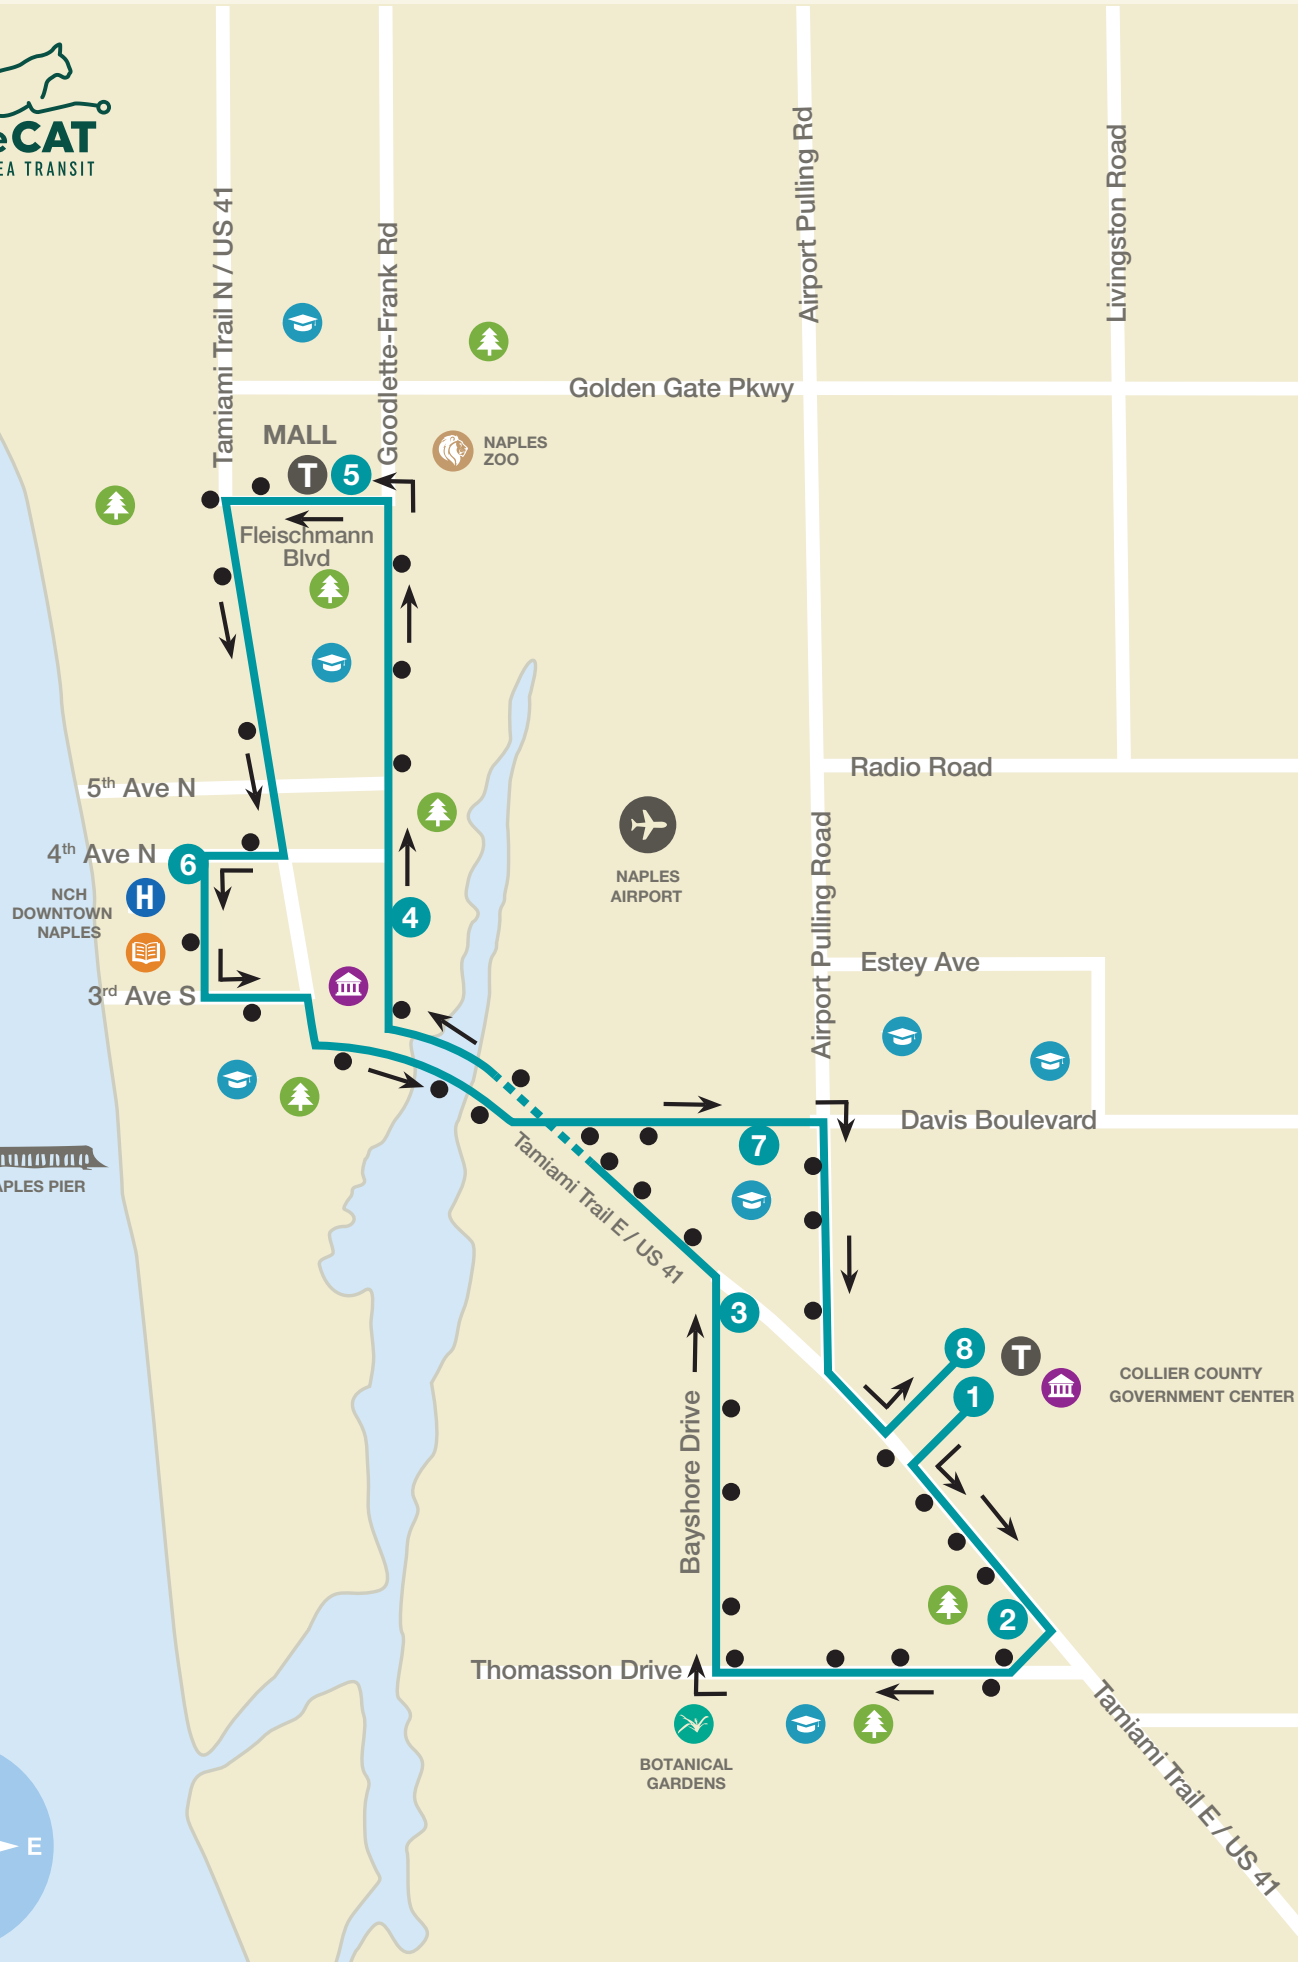 eCAT
EA TRANSIT
Tamiami Trail N / US 41
Goodlette-Frank Rd
Airport Pulling Rd
Livingston Road
Golden Gate Pkwy
MALL
T
5
NAPLES
ZOO
Fleischmann
Blvd
5th Ave N
4th Ave N
6
NCH
DOWNTOWN
NAPLES
H
3rd Ave S
4
NAPLES
AIRPORT
Radio Road
Airport Pulling Road
Estey Ave
Davis Boulevard
7
Tamiami Trail E / US 41
APLES PIER
3
8
T
1
COLLIER COUNTY
GOVERNMENT CENTER
Bayshore Drive
2
Thomasson Drive
BOTANICAL
GARDENS
Tamiami Trail E / US 41
E